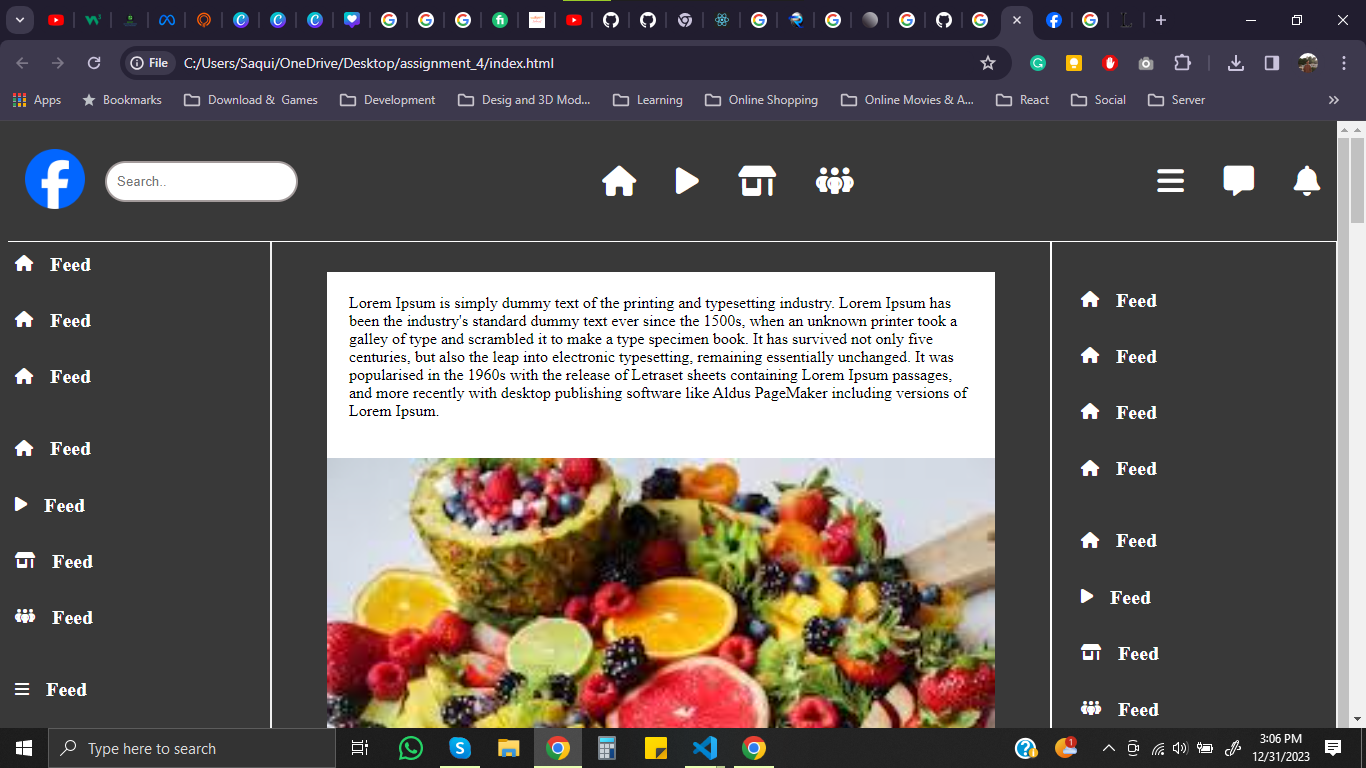 File
C:/Users/Saqui/OneDrive/Desktop/assignment_4/index.html
Apps
Bookmarks
Download & Games
Development
Desig and 3D Mod...
Learning
Online Shopping
Online Movies & A...
React
Social
Server
Search..
Feed
Feed
Feed
Feed
Feed
Feed
Feed
Feed
Lorem Ipsum is simply dummy text of the printing and typesetting industry. Lorem Ipsum has
been the industry's standard dummy text ever since the 1500s, when an unknown printer took a
galley of type and scrambled it to make a type specimen book. It has survived not only five
centuries, but also the leap into electronic typesetting, remaining essentially unchanged. It was
popularised in the 1960s with the release of Letraset sheets containing Lorem Ipsum passages,
and more recently with desktop publishing software like Aldus PageMaker including versions of
Lorem Ipsum.
Feed
Feed
Feed
Feed
Feed
Feed
Feed
Feed
Type here to search
1
3:06 PM
12/31/2023